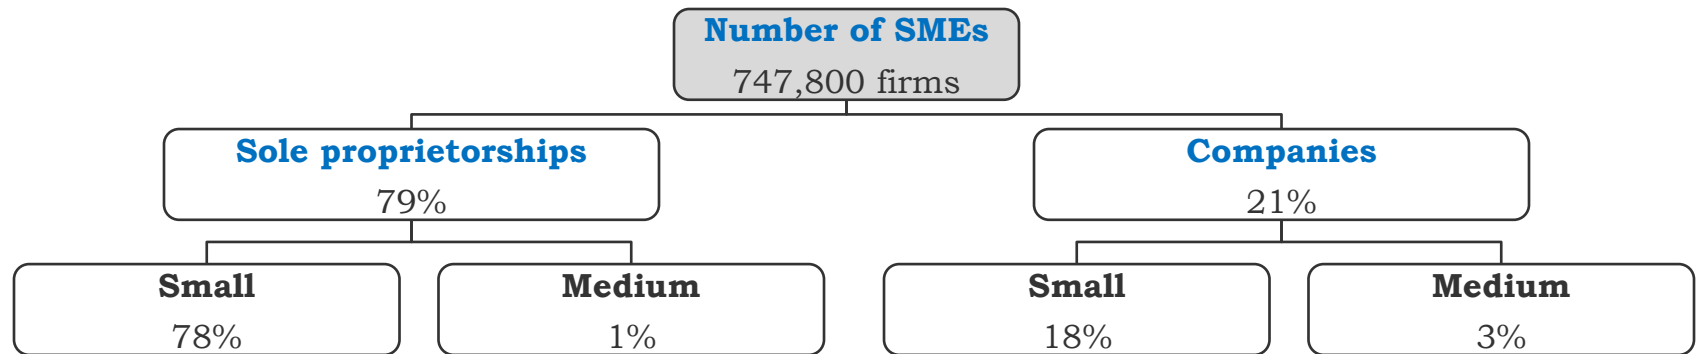 Number of SMEs
747,800 firms
Sole proprietorships
79%
Companies
21%
Small
78%
Medium
1%
Small
18%
Medium
3%